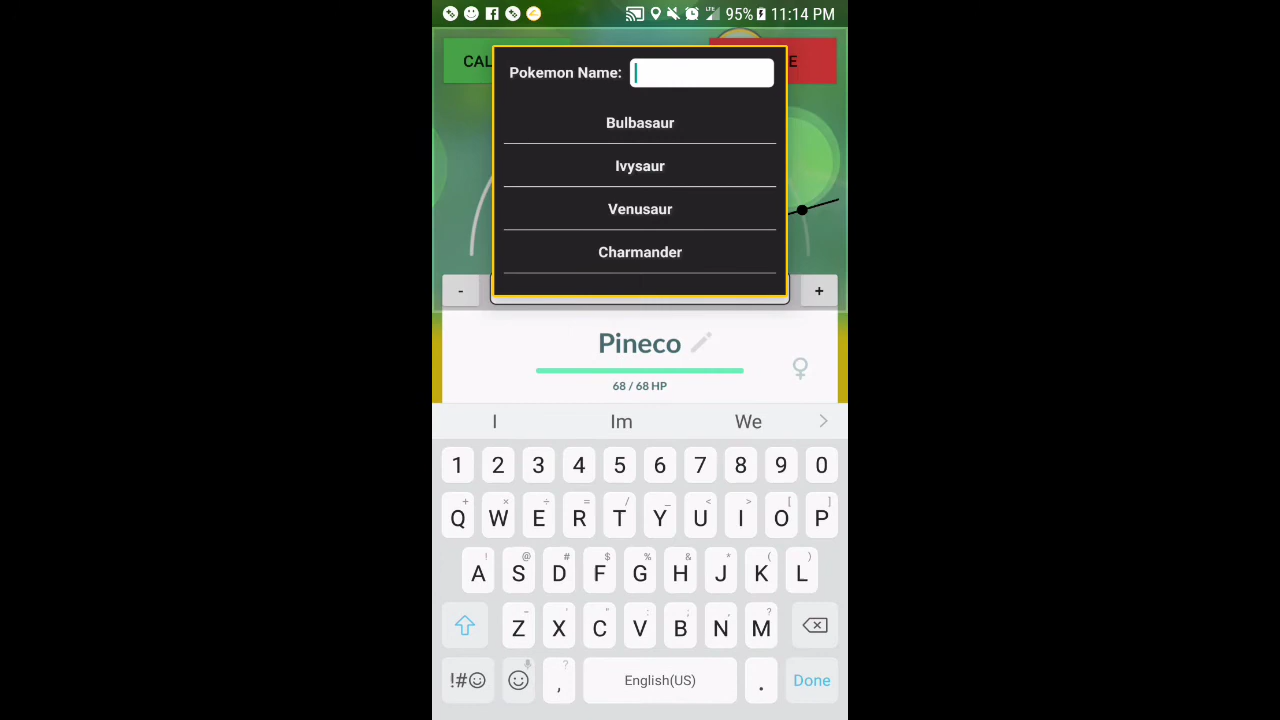 LTE 95% 11:14 PM
CAL
E
Pokemon Name:
Bulbasaur
Ivysaur
Venusaur
Charmander
- +
Pineco
68 / 68 HP
I Im We >
1 2 3 4 5 6 7 8 9 0
+ × ÷ = / _ < > [ ]
Q W E R T Y U I O P
! @ # $ % & * ( )
A S D F G H J K L
- ' " : ; , ?
Z X C V B N M
!#☺ , ? English(US) . Done